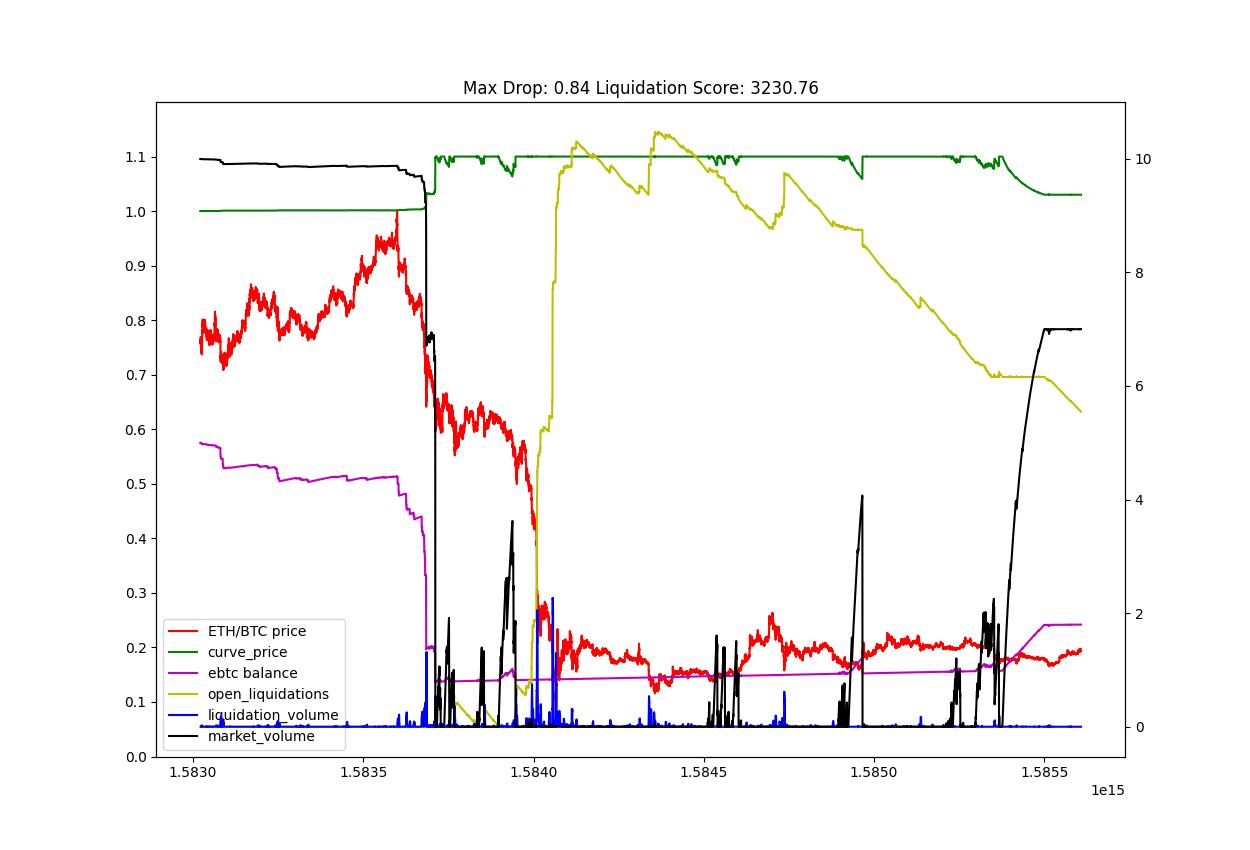 Max Drop: 0.84 Liquidation Score: 3230.76
1.1
1.0
0.9
0.8
0.7
0.6
0.5
0.4
0.3
0.2
0.1
0.0
10
8
6
4
2
0
ETH/BTC price
curve_price
ebtc balance
open_liquidations
liquidation_volume
market_volume
1.5830 1.5835 1.5840 1.5845 1.5850 1.5855
1e15